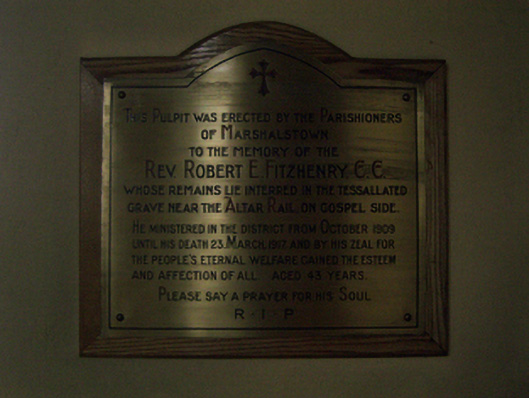 This Pulpit was erected by the Parishioners
of Marshalstown
to the memory of the
Rev. Robert E. Fitzhenry, C.C.
whose remains lie interred in the tessallated
grave near the Altar Rail on Gospel side.
He ministered in the district from October 1909
until his death 23. March, 1917. and by his zeal for
the people's eternal welfare gained the esteem
and affection of all. Aged 43 years.
Please say a prayer for his Soul
R·I·P